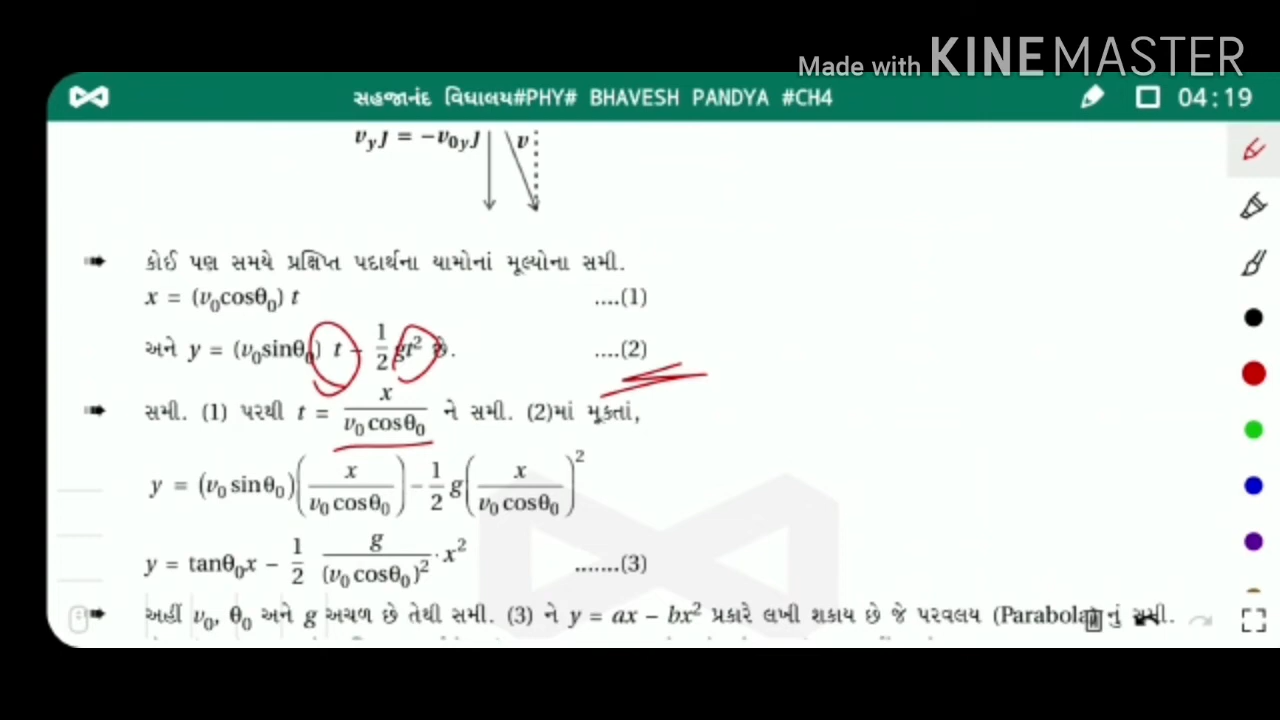 Made with KINEMASTER
સહજાનંદ વિધાલય#PHY# BHAVESH PANDYA #CH4 04:19
v_yJ = −v_0yJ v
કોઈ પણ સમયે પ્રક્ષિપ્ત પદાર્થના યામોનાં મૂલ્યોના સમી.
x = (v₀cosθ₀) t ....(1)
અને y = (v₀sinθ₀) t − 1/2 gt² છે. ....(2)
સમી. (1) પરથી t = x/(v₀ cosθ₀) ને સમી. (2)માં મૂકતાં,
y = (v₀ sinθ₀)(x/(v₀ cosθ₀)) − 1/2 g(x/(v₀ cosθ₀))²
y = tanθ₀x − 1/2 g/(v₀ cosθ₀)² · x² .......(3)
અહીં v₀, θ₀ અને g અચળ છે તેથી સમી. (3) ને y = ax − bx² પ્રકારે લખી શકાય છે જે પરવલય (Parabola) નું સમી.